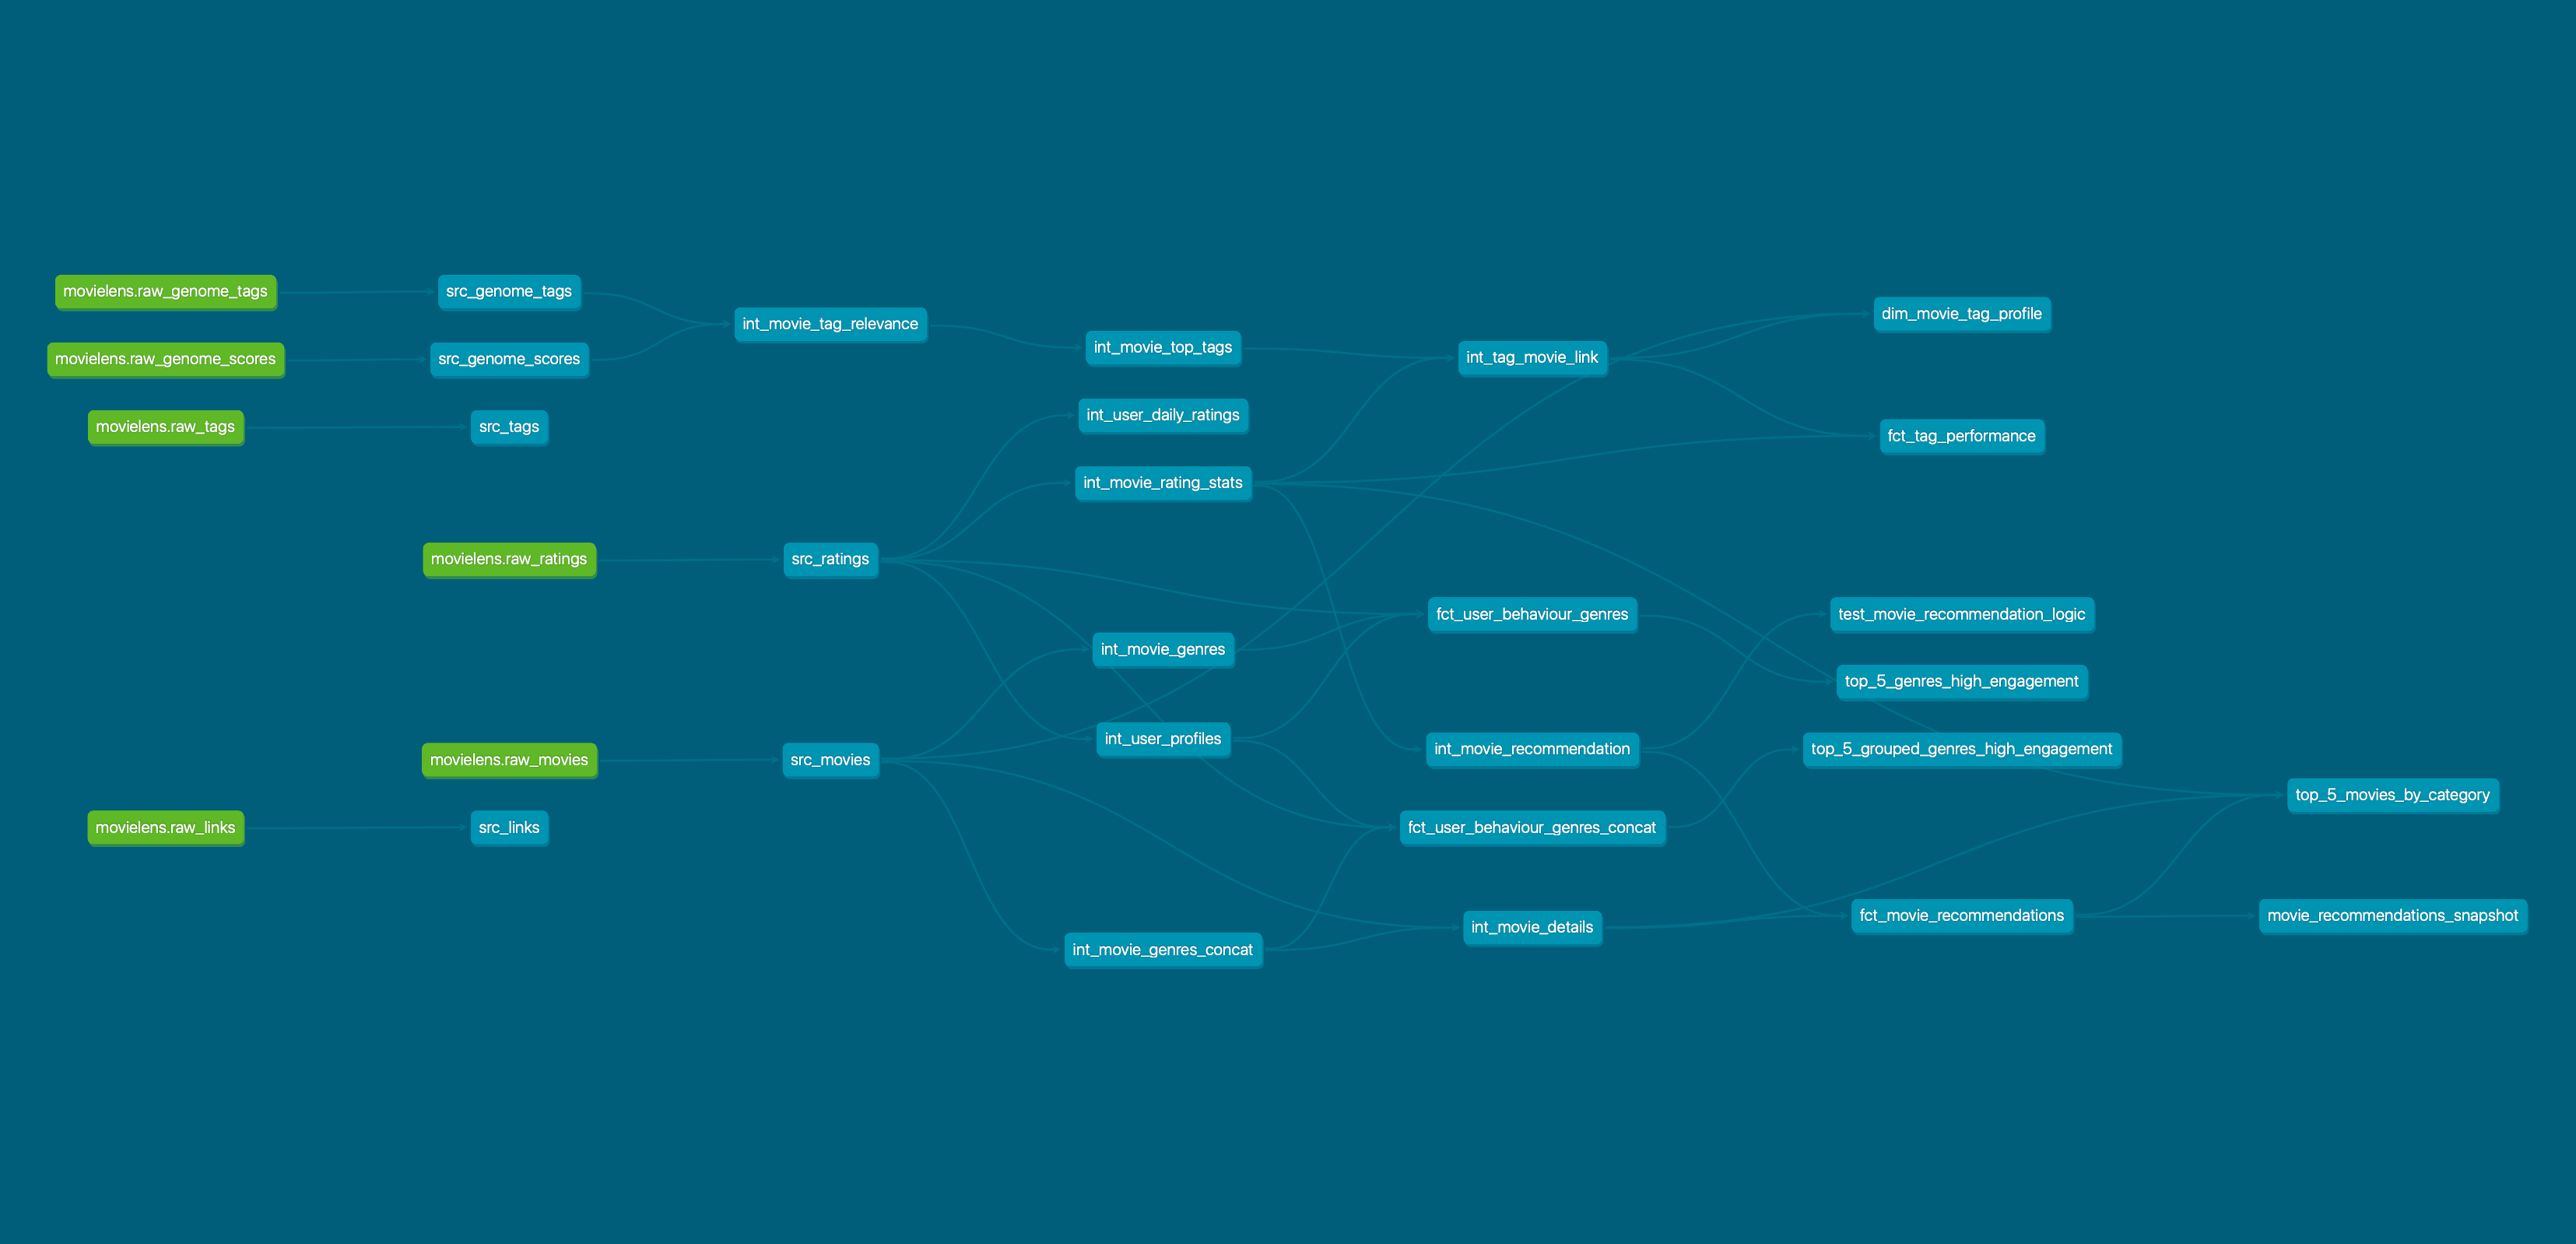 movielens.raw_genome_tags
src_genome_tags
int_movie_tag_relevance
movielens.raw_genome_scores
src_genome_scores
movielens.raw_tags
src_tags
int_movie_top_tags
int_tag_movie_link
dim_movie_tag_profile
int_user_daily_ratings
fct_tag_performance
int_movie_rating_stats
movielens.raw_ratings
src_ratings
fct_user_behaviour_genres
test_movie_recommendation_logic
int_movie_genres
top_5_genres_high_engagement
int_user_profiles
int_movie_recommendation
top_5_grouped_genres_high_engagement
movielens.raw_movies
src_movies
top_5_movies_by_category
movielens.raw_links
src_links
fct_user_behaviour_genres_concat
int_movie_details
fct_movie_recommendations
movie_recommendations_snapshot
int_movie_genres_concat